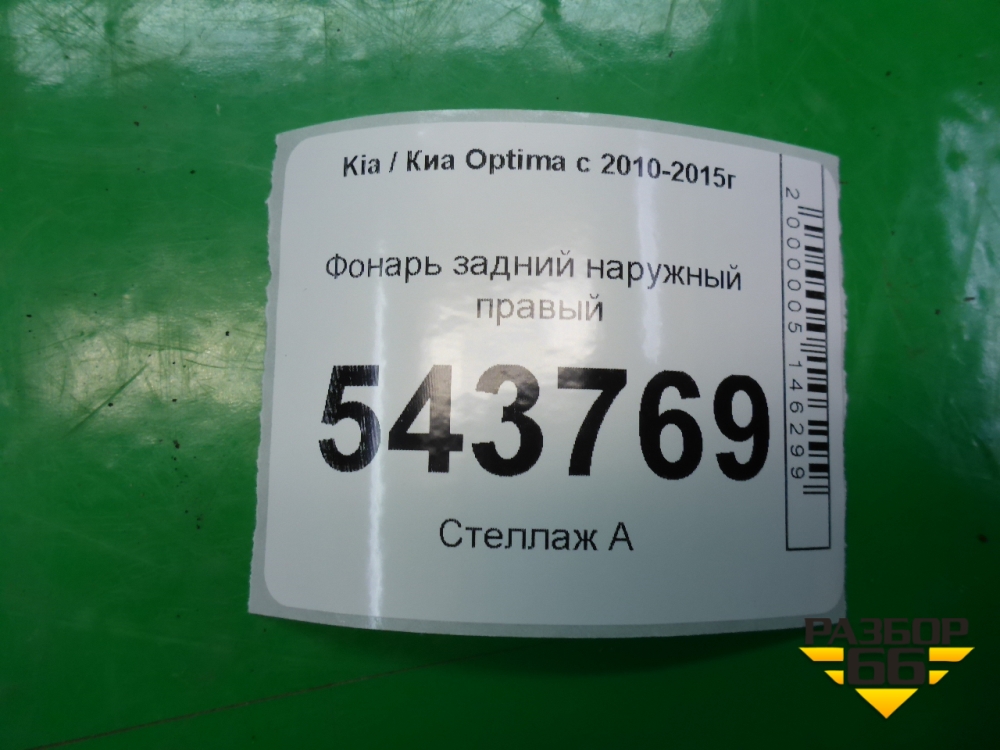 Kia / Киа Optima с 2010-2015г
Фонарь задний наружный
правый
543769
Стеллаж А
2000005146299
РАЗБОР
66